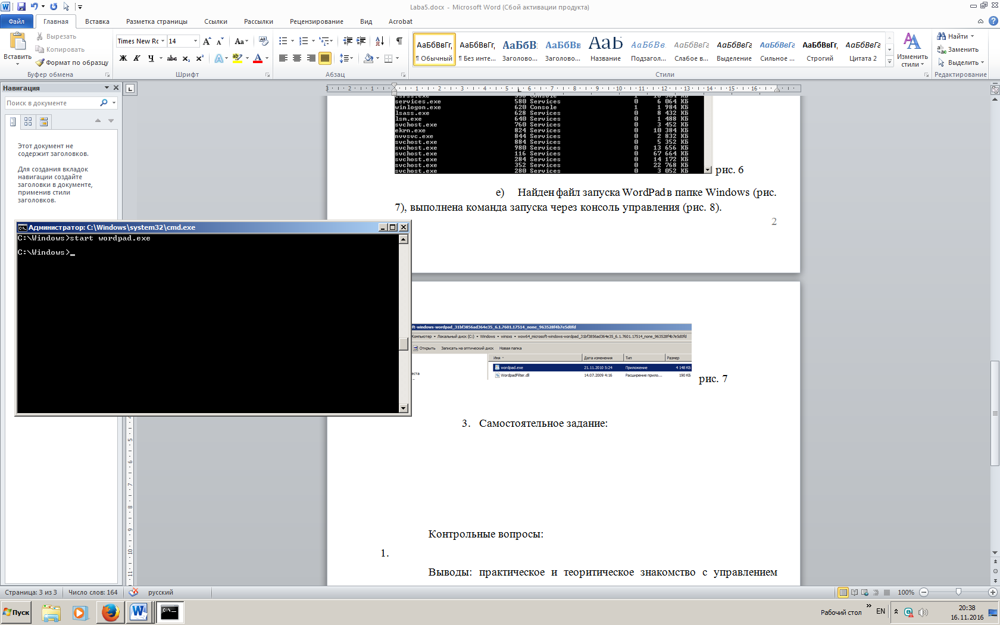 Laba5.docx - Microsoft Word (Сбой активации продукта)
Файл Главная Вставка Разметка страницы Ссылки Рассылки Рецензирование Вид Acrobat
Вставить
Вырезать
Копировать
Формат по образцу
Буфер обмена
Times New Rc 14
Aa
Ж К Ч abc x₂ x²
Шрифт
Абзац
АаБбВвГг,
¶ Обычный
АаБбВвГг,
¶ Без инте...
АаБбВ
Заголово...
АаБбВв
Заголово...
АаБ
Название
АаБбВв
Подзагол...
АаБбВвГг
Слабое в...
АаБбВвГг
Выделение
АаБбВвГг
Сильное ...
АаБбВвГг,
Строгий
АаБбВвГг
Цитата 2
Изменить стили
Стили
Найти
Заменить
Выделить
Редактирование
Навигация
Поиск в документе
Этот документ не
содержит заголовков.
Для создания вкладок
навигации создайте
заголовки в документе,
применив стили
заголовков.
services.exe 580 Services 0 6 064 КБ
winlogon.exe 620 Console 1 1 984 КБ
lsass.exe 628 Services 0 8 432 КБ
lsm.exe 640 Services 0 1 488 КБ
svchost.exe 760 Services 0 3 452 КБ
ekrn.exe 824 Services 0 10 384 КБ
nvvsvc.exe 844 Services 0 2 832 КБ
svchost.exe 884 Services 0 5 352 КБ
svchost.exe 980 Services 0 13 656 КБ
svchost.exe 116 Services 0 67 664 КБ
svchost.exe 284 Services 0 14 172 КБ
svchost.exe 352 Services 0 22 768 КБ
svchost.exe 280 Services 0 3 052 КБ
рис. 6
е) Найден файл запуска WordPad в папке Windows (рис.
7), выполнена команда запуска через консоль управления (рис. 8).
2
Администратор: C:\Windows\system32\cmd.exe
C:\Windows>start wordpad.exe
C:\Windows>_
ft-windows-wordpad_31bf3856ad364e35_6.1.7601.17514_none_963528f4b7e5d0fd
Компьютер Локальный диск (C:) Windows winsxs wow64_microsoft-windows-wordpad_31bf3856ad364e35_6.1.7601.17514_none_963528f4b7e5d0fd
Открыть Записать на оптический диск Новая папка
Имя Дата изменения Тип Размер
wordpad.exe 21.11.2010 5:24 Приложение 4 148 КБ
WordpadFilter.dll 14.07.2009 4:16 Расширение прило... 190 КБ
еста
рис. 7
3. Самостоятельное задание:
Контрольные вопросы:
1.
Выводы: практическое и теоритическое знакомство с управлением
Страница: 3 из 3 Число слов: 164 русский 100%
Пуск
Рабочий стол EN
20:38
16.11.2016